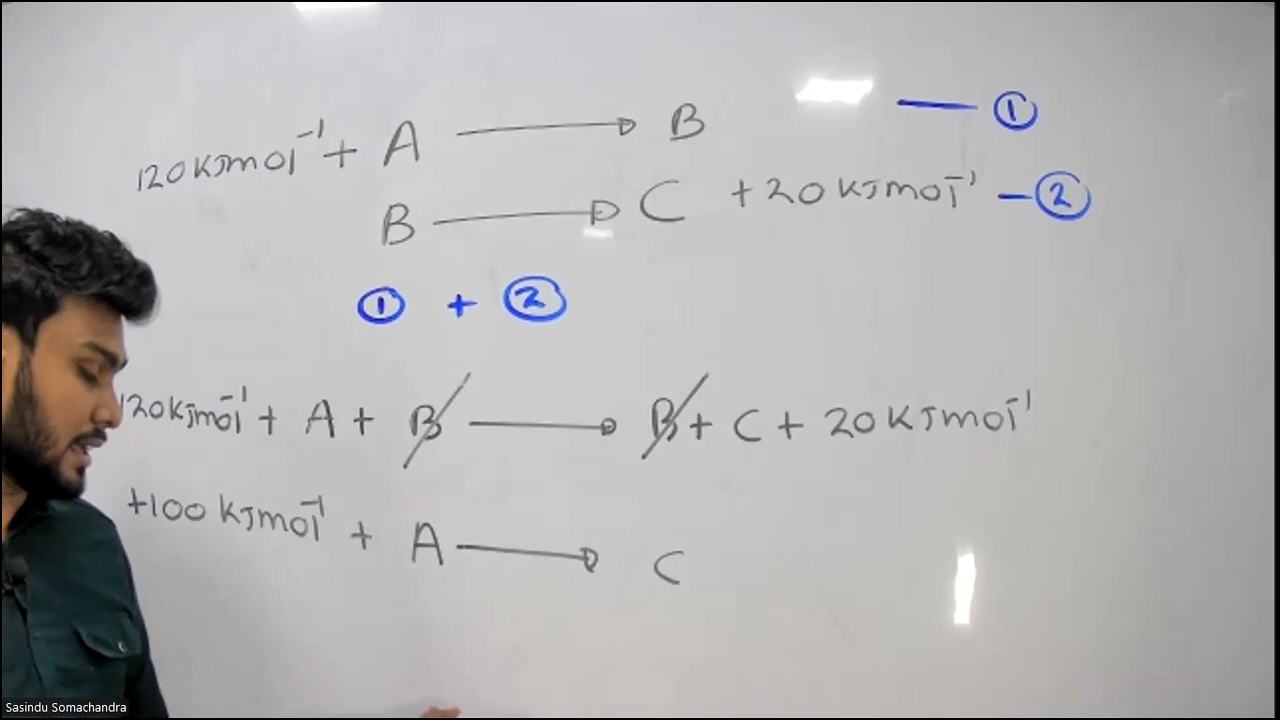 120 KJmol⁻¹ + A → B — ①
B → C + 20 KJmol⁻¹ — ②
① + ②
120 KJmol⁻¹ + A + B → B + C + 20 KJmol⁻¹
+100 KJmol⁻¹ + A → C
Sasindu Somachandra